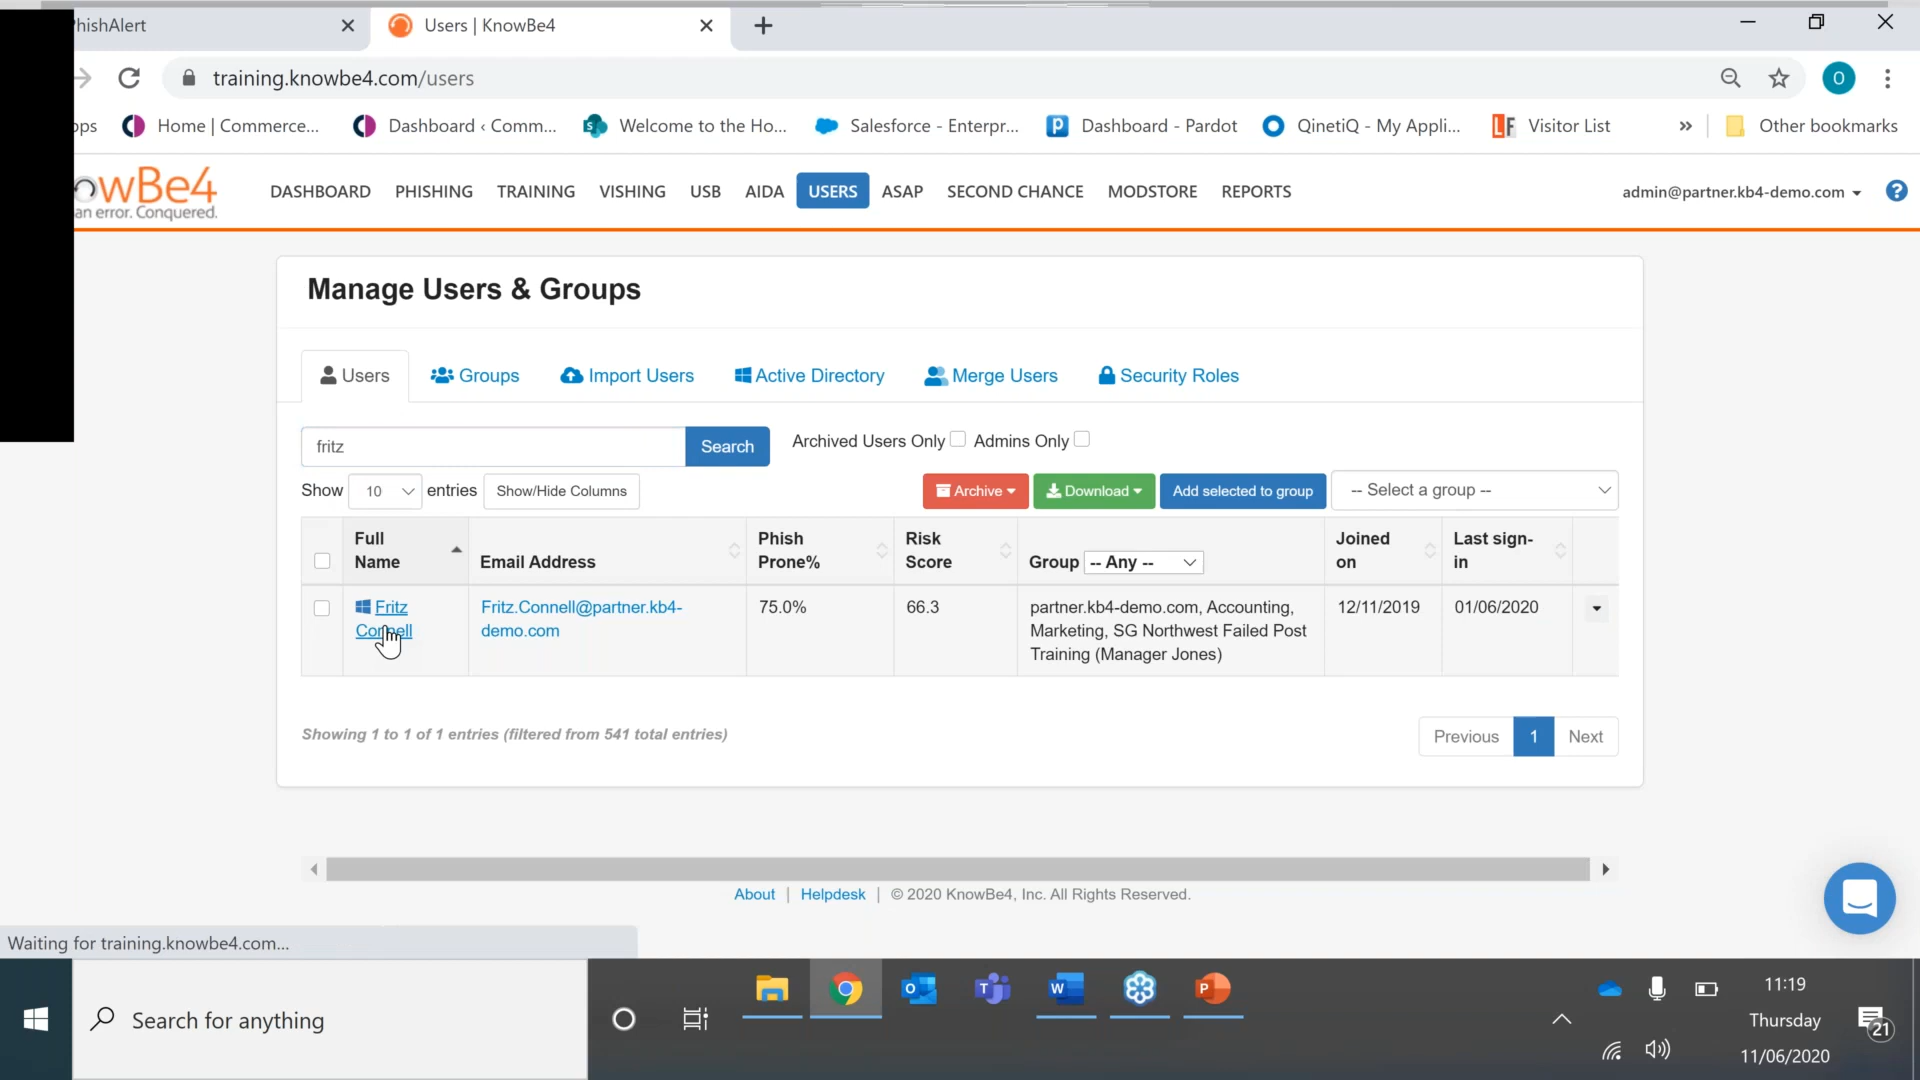 hishAlert
Users | KnowBe4
training.knowbe4.com/users
O
ps
Home | Commerce...
Dashboard ‹ Comm...
Welcome to the Ho...
Salesforce - Enterpr...
Dashboard - Pardot
QinetiQ - My Appli...
Visitor List
»
Other bookmarks
owBe4
an error. Conquered.
DASHBOARD
PHISHING
TRAINING
VISHING
USB
AIDA
USERS
ASAP
SECOND CHANCE
MODSTORE
REPORTS
admin@partner.kb4-demo.com
?
Manage Users & Groups
Users
Groups
Import Users
Active Directory
Merge Users
Security Roles
fritz
Search
Archived Users Only
Admins Only
Show
10
entries
Show/Hide Columns
Archive
Download
Add selected to group
-- Select a group --
Full
Name
Email Address
Phish
Prone%
Risk
Score
Group
-- Any --
Joined
on
Last sign-
in
Fritz
Connell
Fritz.Connell@partner.kb4-
demo.com
75.0%
66.3
partner.kb4-demo.com, Accounting,
Marketing, SG Northwest Failed Post
Training (Manager Jones)
12/11/2019
01/06/2020
Showing 1 to 1 of 1 entries (filtered from 541 total entries)
Previous
1
Next
About | Helpdesk | © 2020 KnowBe4, Inc. All Rights Reserved.
Waiting for training.knowbe4.com...
Search for anything
11:19
Thursday
11/06/2020
21